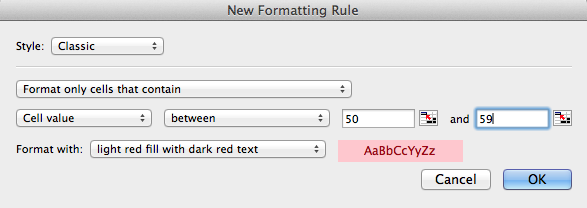 New Formatting Rule
Style: Classic
Format only cells that contain
Cell value between 50 and 59
Format with: light red fill with dark red text AaBbCcYyZz
Cancel OK